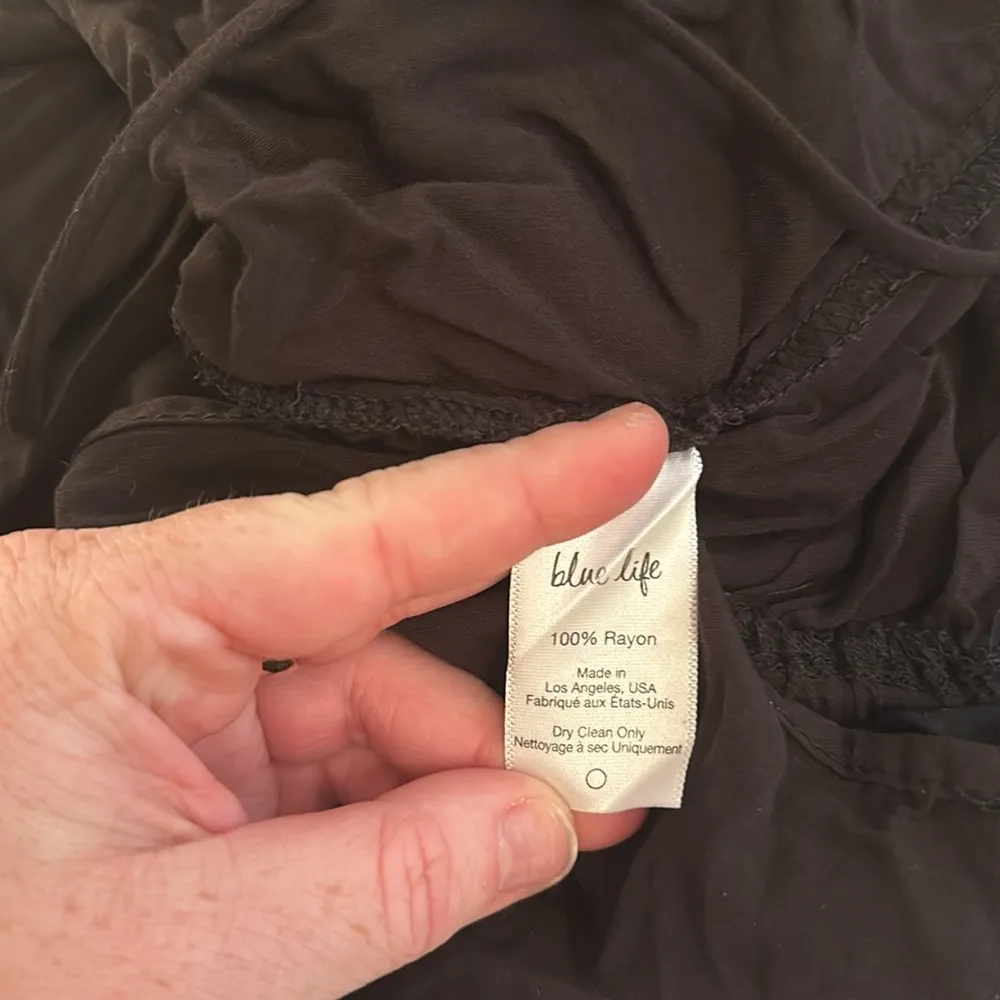 blue life
100% Rayon
Made in
Los Angeles, USA
Fabriqué aux États-Unis
Dry Clean Only
Nettoyage à sec Uniquement